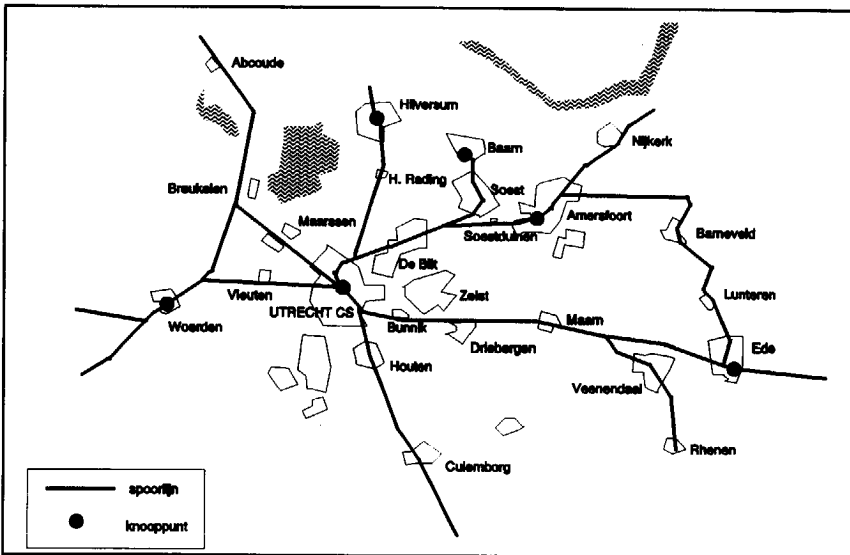 Abcoude
Hilversum
Nijkerk
Baarn
H. Rading
Breukelen
Soest
Maarssen
Amersfoort
Soestduinen
Barneveld
De Bilt
Vleuten
Zeist
Lunteren
UTRECHT CS
Woerden
Bunnik
Maarn
Driebergen
Ede
Houten
Veenendaal
Rhenen
Culemborg
spoorlijn
knooppunt